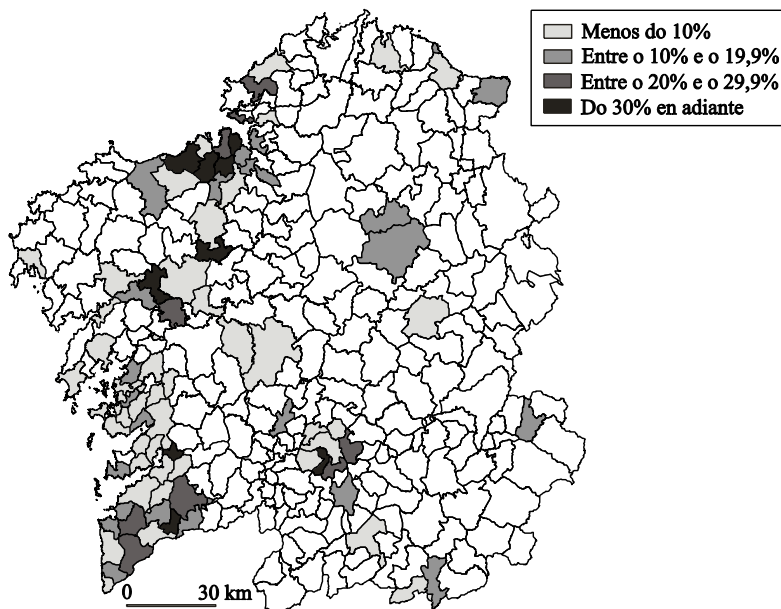 Menos do 10%
Entre o 10% e o 19,9%
Entre o 20% e o 29,9%
Do 30% en adiante
0 30 km